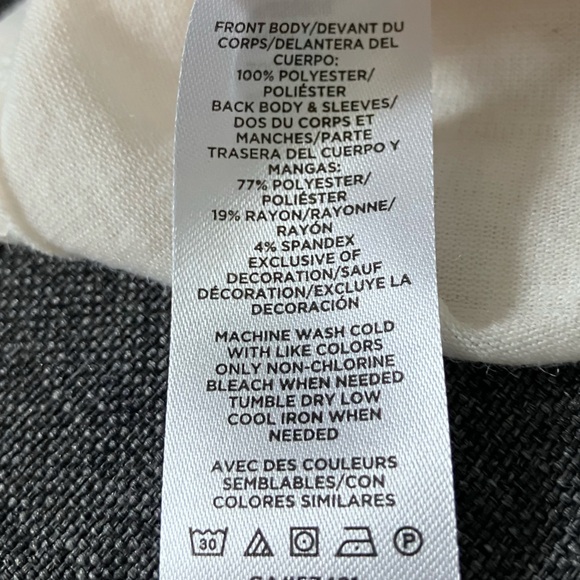 FRONT BODY/DEVANT DU
CORPS/DELANTERA DEL
CUERPO:
100% POLYESTER/
POLIÉSTER
BACK BODY & SLEEVES/
DOS DU CORPS ET
MANCHES/PARTE
TRASERA DEL CUERPO Y
MANGAS:
77% POLYESTER/
POLIÉSTER
19% RAYON/RAYONNE/
RAYÓN
4% SPANDEX
EXCLUSIVE OF
DECORATION/SAUF
DÉCORATION/EXCLUYE LA
DECORACIÓN
MACHINE WASH COLD
WITH LIKE COLORS
ONLY NON-CHLORINE
BLEACH WHEN NEEDED
TUMBLE DRY LOW
COOL IRON WHEN
NEEDED
AVEC DES COULEURS
SEMBLABLES/CON
COLORES SIMILARES
30 P